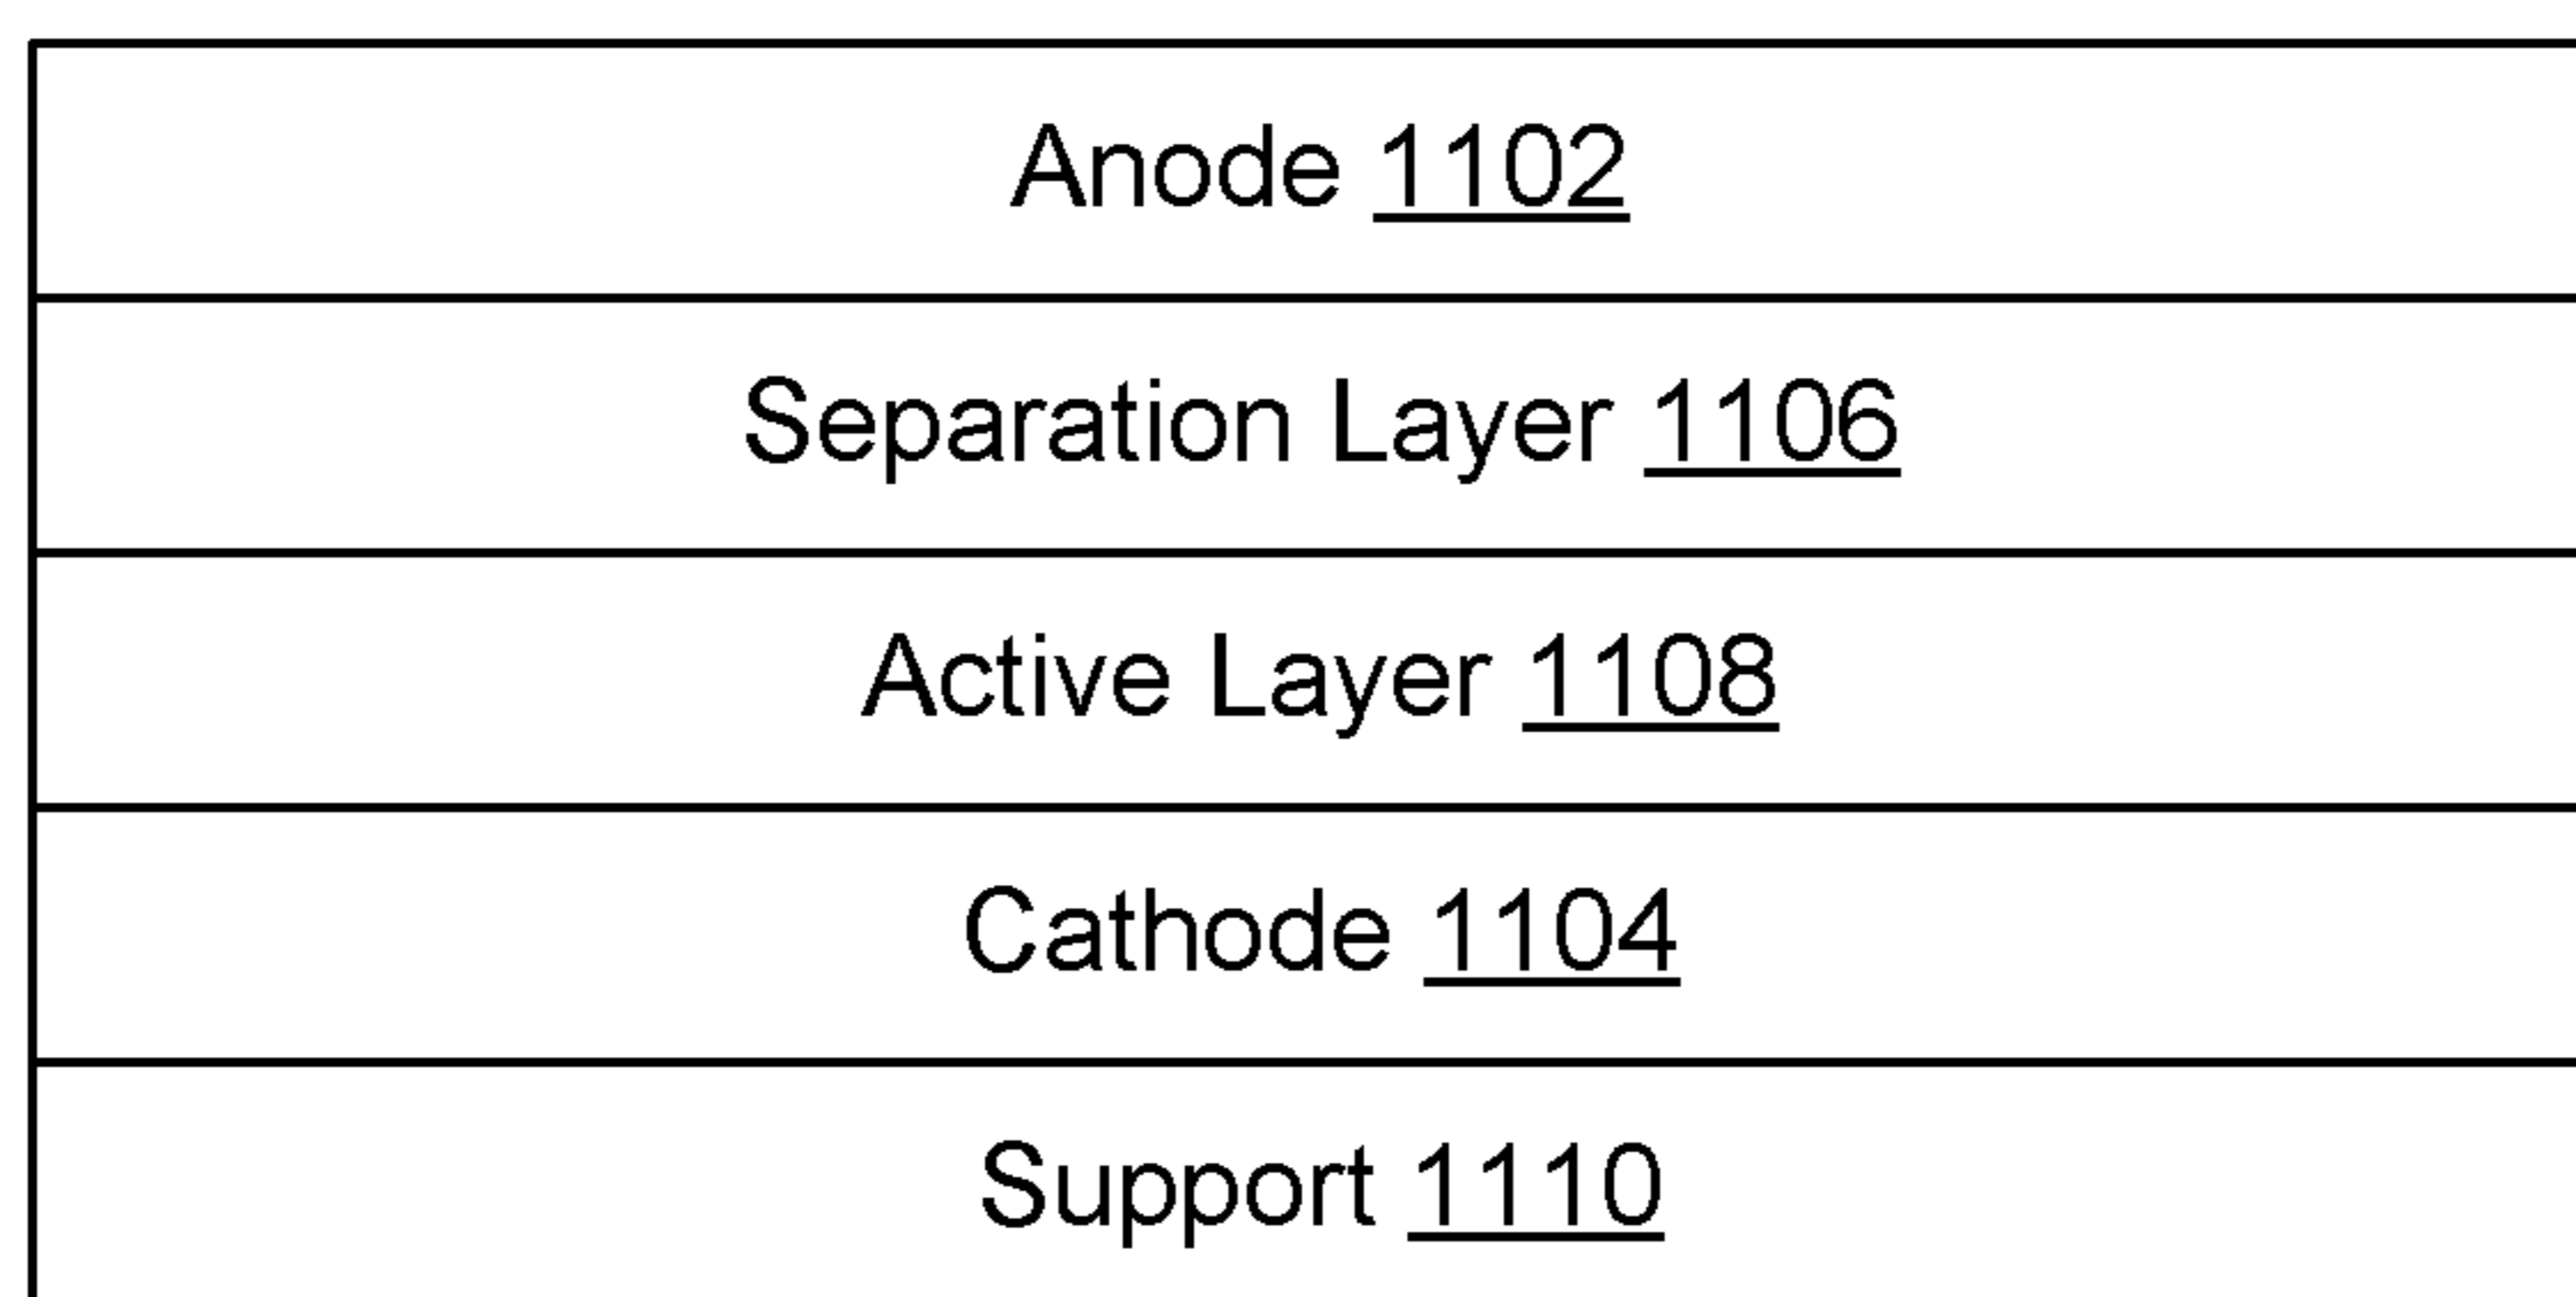 Anode 1102
Separation Layer 1106
Active Layer 1108
Cathode 1104
Support 1110